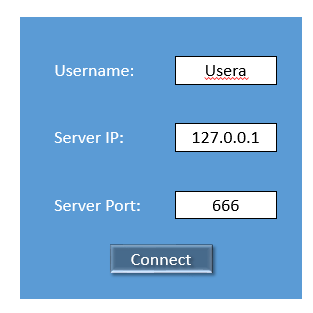 Username: Usera
Server IP: 127.0.0.1
Server Port: 666
Connect